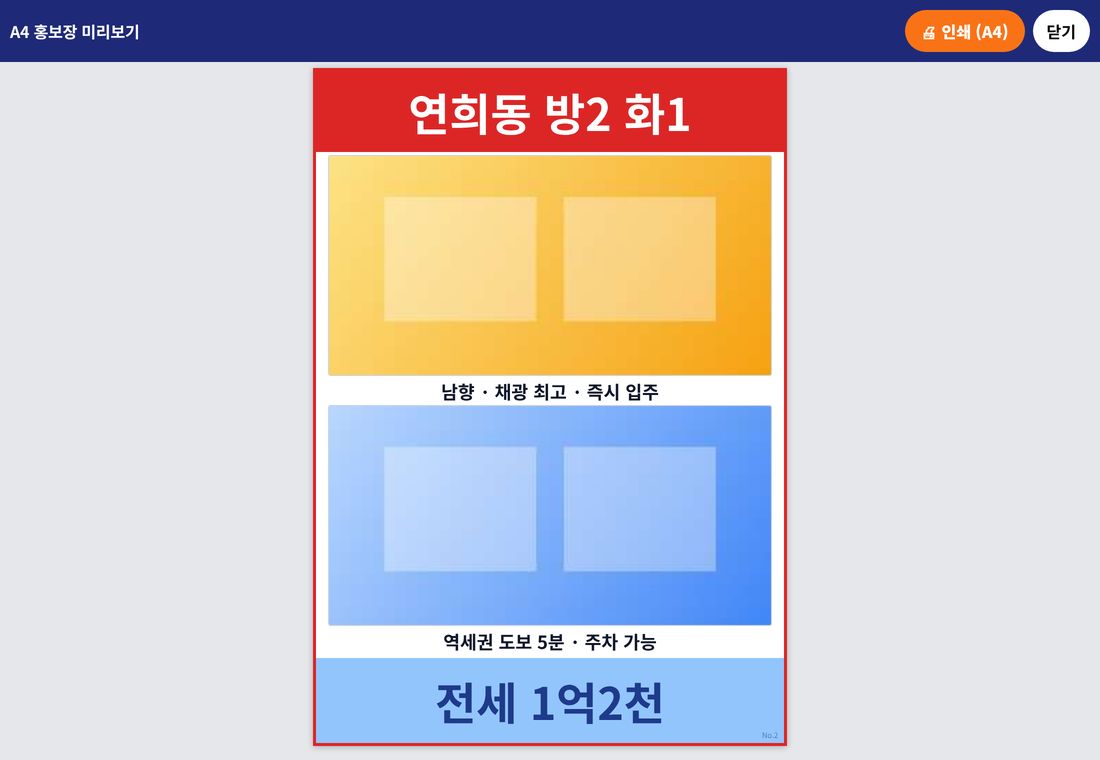 A4 홍보장 미리보기
🖨 인쇄 (A4)
닫기
연희동 방2 화1
남향 · 채광 최고 · 즉시 입주
역세권 도보 5분 · 주차 가능
전세 1억2천
No.2